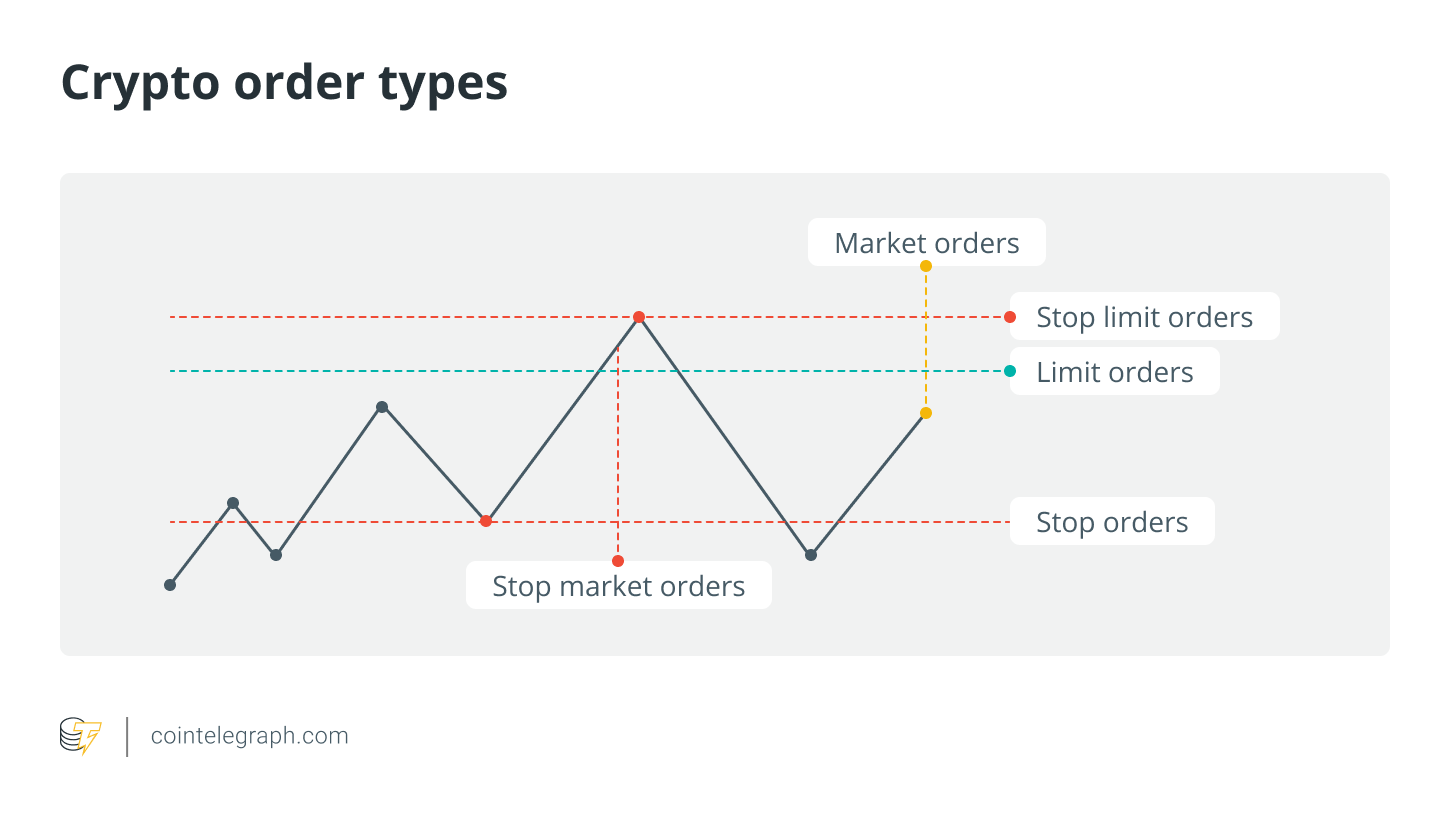 Crypto order types
Market orders
Stop limit orders
Limit orders
Stop orders
Stop market orders
cointelegraph.com